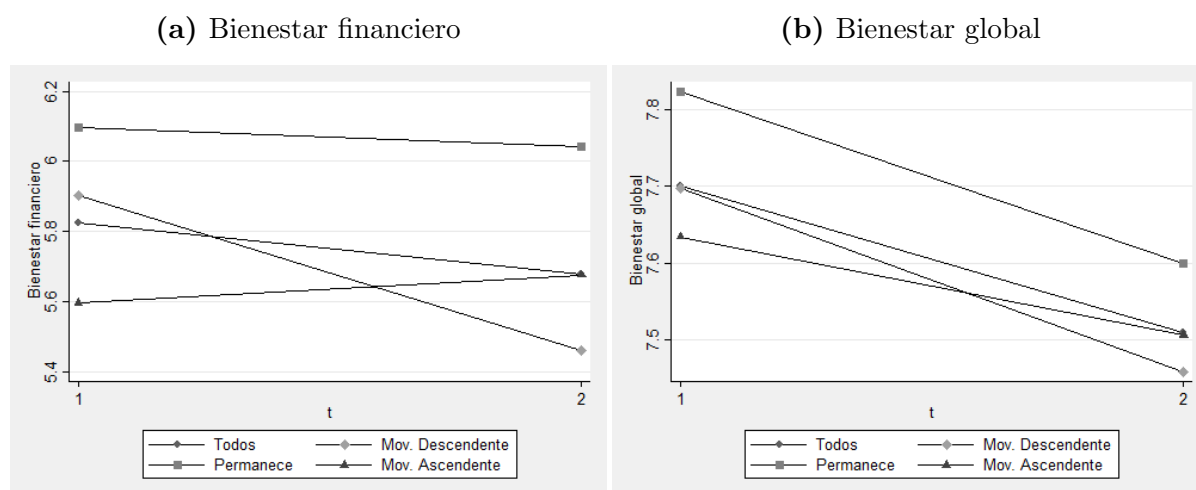 (a) Bienestar financiero
(b) Bienestar global
Bienestar financiero
6.2
6
5.8
5.6
5.4
1
2
t
Todos
Mov. Descendente
Permanece
Mov. Ascendente
Bienestar global
7.8
7.7
7.6
7.5
1
2
t
Todos
Mov. Descendente
Permanece
Mov. Ascendente